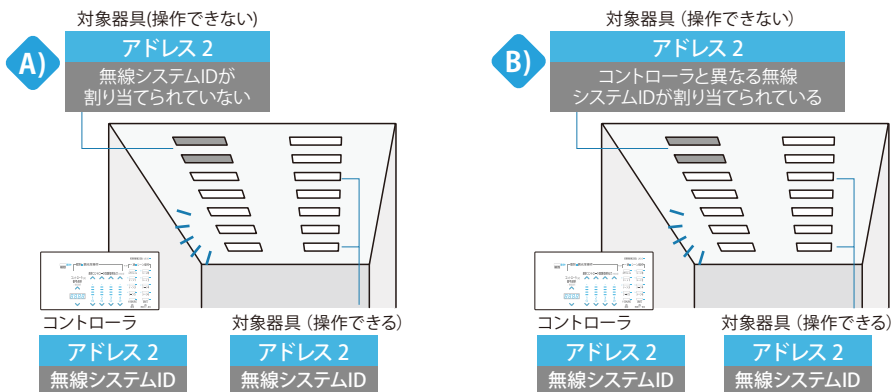 対象器具(操作できない)
A)
アドレス 2
無線システムIDが
割り当てられていない
コントローラ
アドレス 2
無線システムID
対象器具（操作できる）
アドレス 2
無線システムID
対象器具（操作できない）
B)
アドレス 2
コントローラと異なる無線
システムIDが割り当てられている
コントローラ
アドレス 2
無線システムID
対象器具（操作できる）
アドレス 2
無線システムID